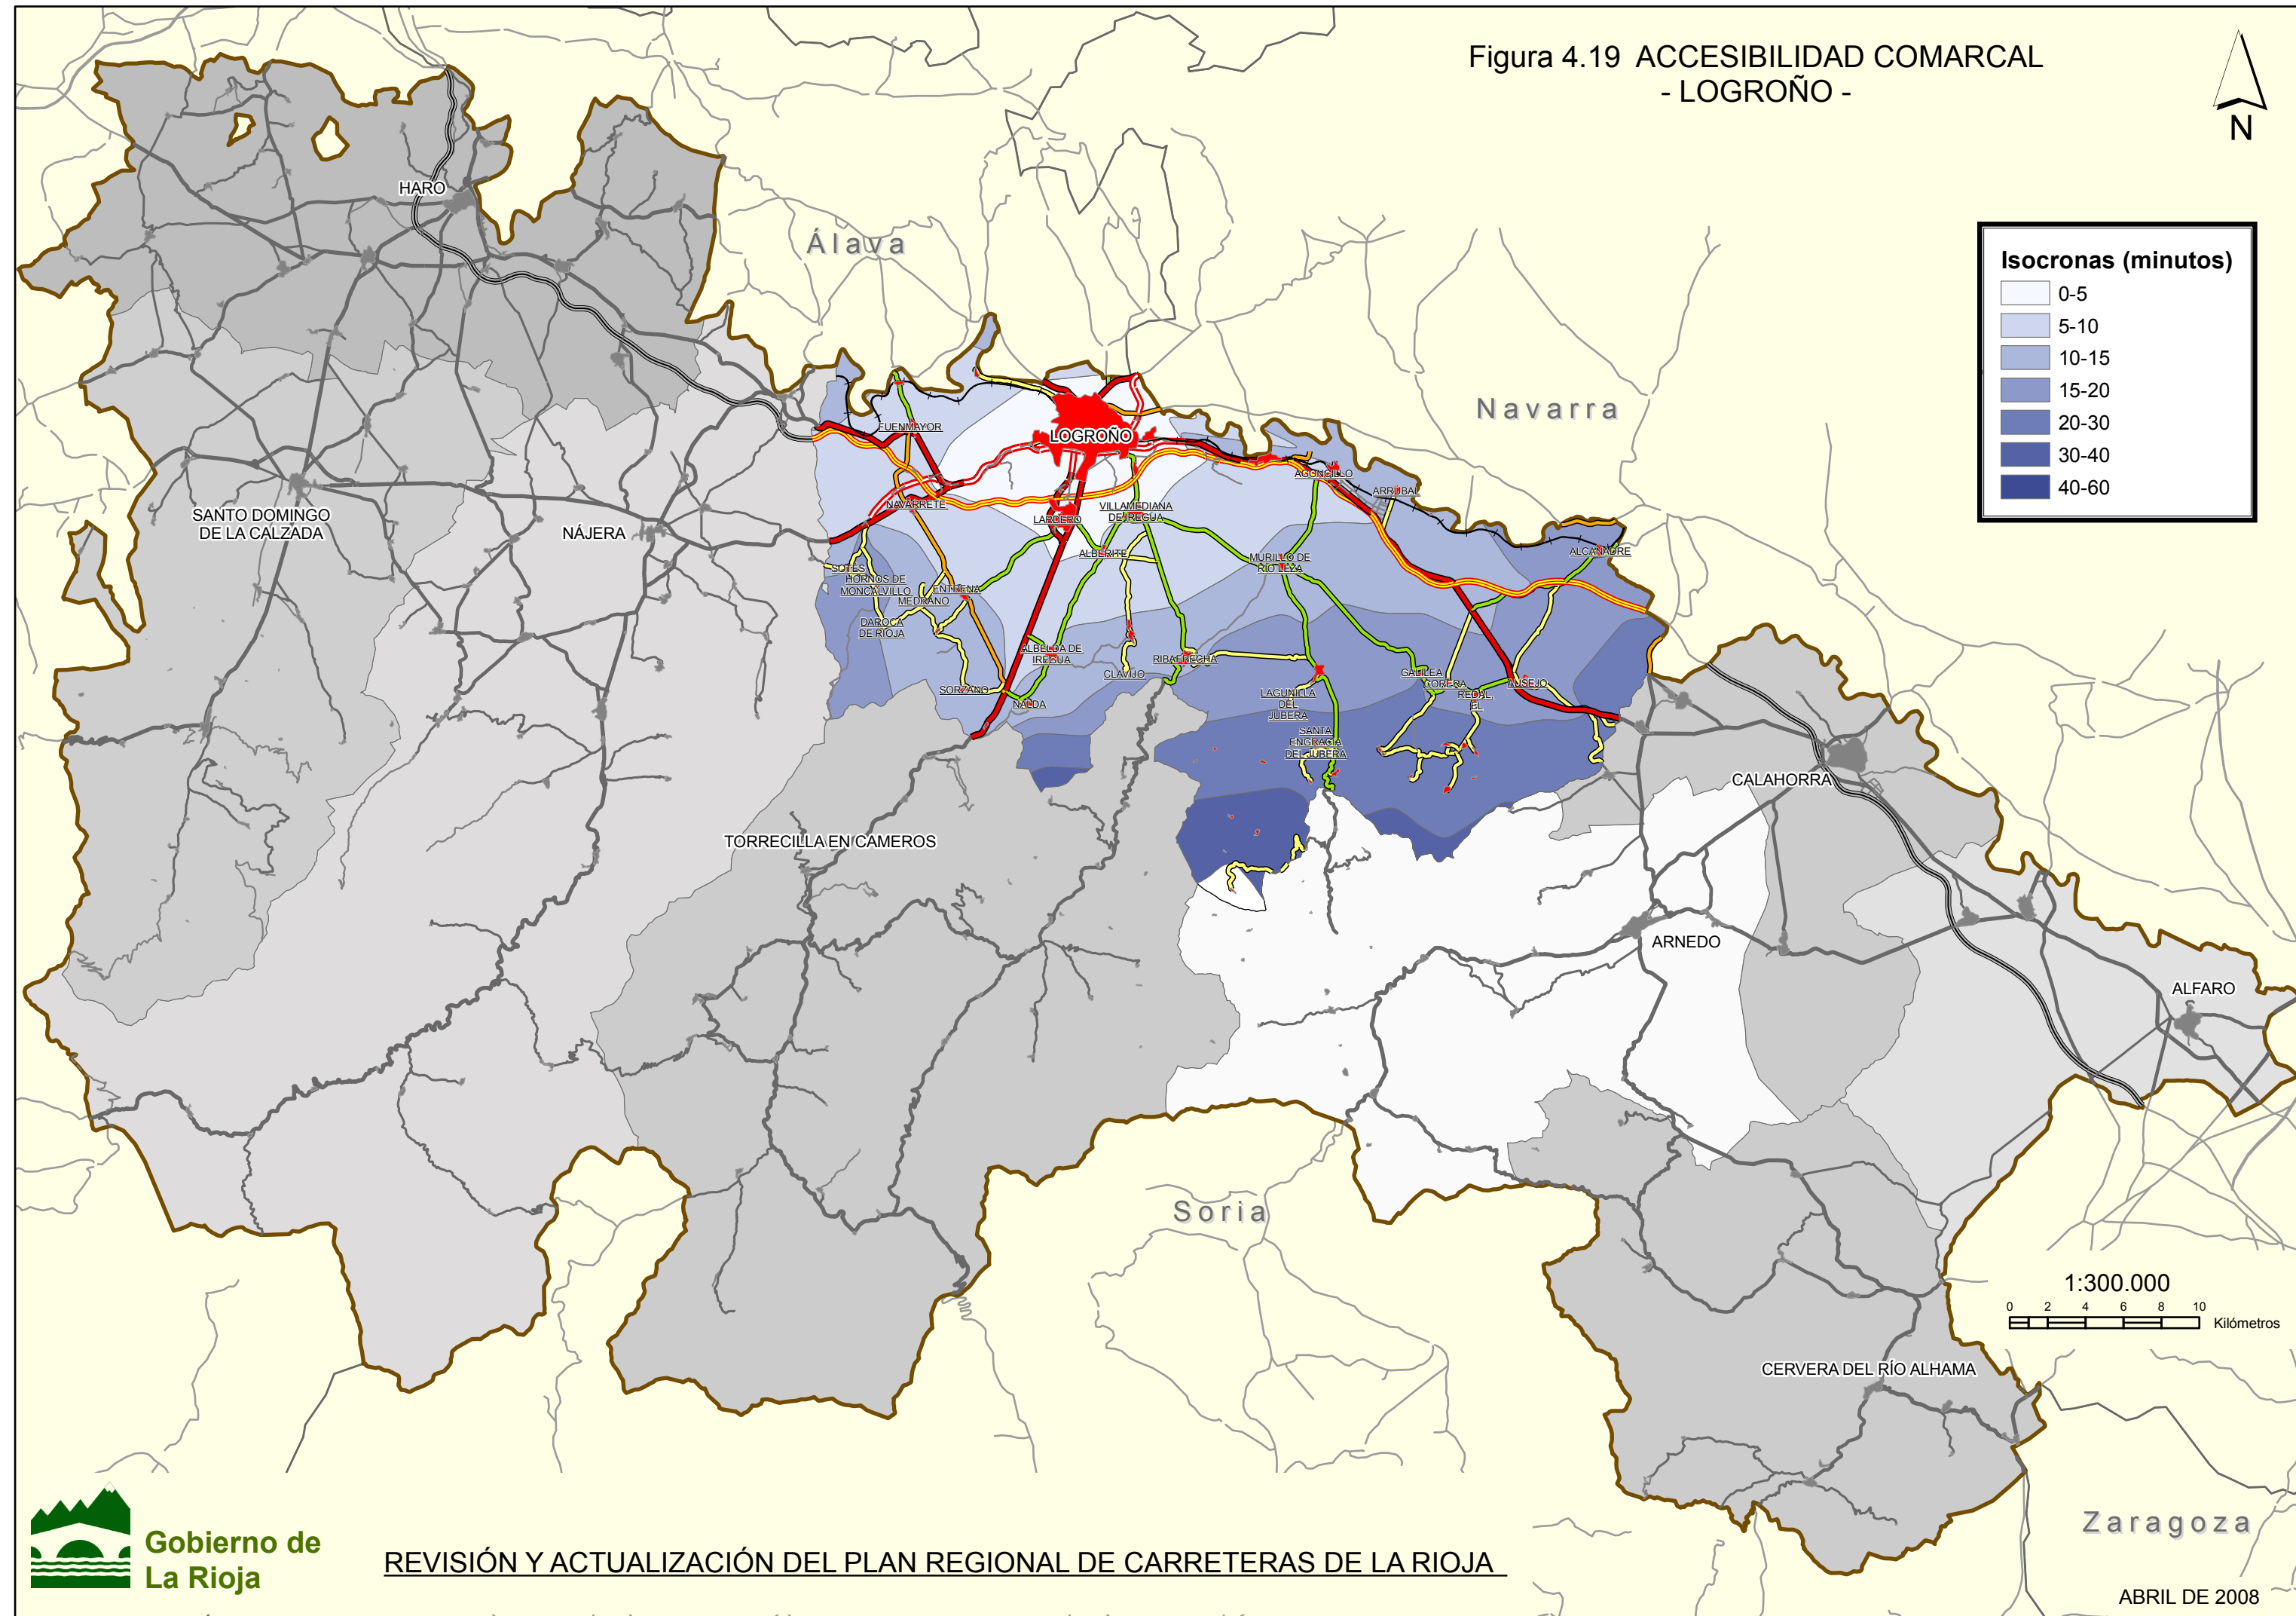 Figura 4.19 ACCESIBILIDAD COMARCAL
- LOGROÑO -
N
Isocronas (minutos)
0-5
5-10
10-15
15-20
20-30
30-40
40-60
Álava
Navarra
Soria
Zaragoza
HARO
SANTO DOMINGO
DE LA CALZADA
NÁJERA
LOGROÑO
FUENMAYOR
NAVARRETE
LARDERO
VILLAMEDIANA
DE IREGUA
AGONCILLO
ARRÚBAL
ALCANADRE
ALBERITE
MURILLO DE
RÍO LEZA
SOTÉS
HORNOS DE
MONCALVILLO
MEDRANO
ENTRENA
DAROCA
DE RIOJA
ALBELDA DE
IREGUA
CLAVIJO
RIBAFRECHA
SORZANO
NALDA
LAGUNILLA
DEL
JUBERA
GALILEA
CORERA
REDAL,
EL
AUSEJO
SANTA
ENGRACIA
DEL JUBERA
TORRECILLA EN CAMEROS
CALAHORRA
ARNEDO
ALFARO
CERVERA DEL RÍO ALHAMA
1:300.000
0 2 4 6 8 10
Kilómetros
Gobierno de
La Rioja
REVISIÓN Y ACTUALIZACIÓN DEL PLAN REGIONAL DE CARRETERAS DE LA RIOJA
ABRIL DE 2008